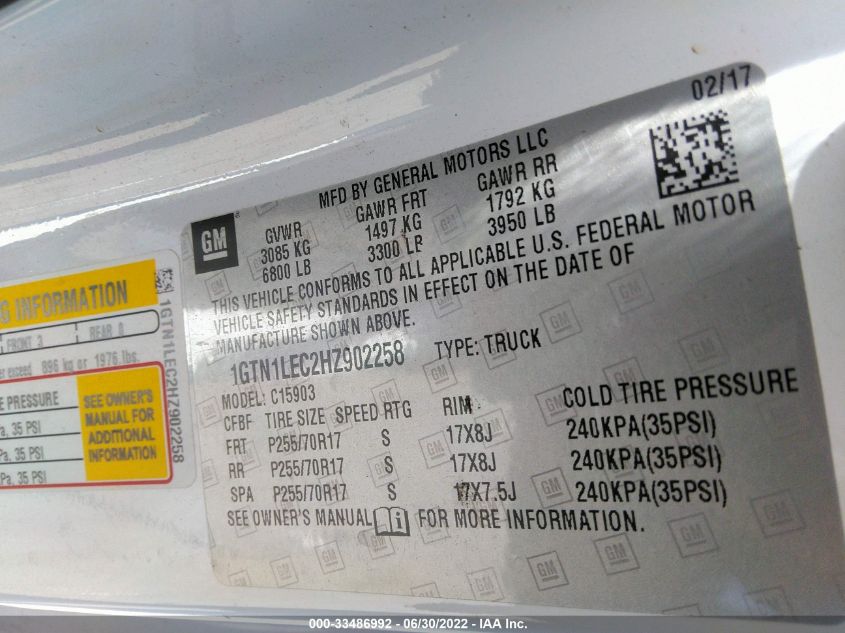 02/17
MFD BY GENERAL MOTORS LLC
GM
GVWR GAWR FRT GAWR RR
3085 KG 1497 KG 1792 KG
6800 LB 3300 LB 3950 LB
THIS VEHICLE CONFORMS TO ALL APPLICABLE U.S. FEDERAL MOTOR
VEHICLE SAFETY STANDARDS IN EFFECT ON THE DATE OF
MANUFACTURE SHOWN ABOVE.
1GTN1LEC2HZ902258 TYPE: TRUCK
MODEL: C15903
CFBF TIRE SIZE SPEED RTG RIM COLD TIRE PRESSURE
FRT P255/70R17 S 17X8J 240KPA(35PSI)
RR P255/70R17 S 17X8J 240KPA(35PSI)
SPA P255/70R17 S 17X7.5J 240KPA(35PSI)
SEE OWNER'S MANUAL FOR MORE INFORMATION.
INFORMATION
FRONT 3 REAR 0
exceed 896 kg or 1976 lbs.
PRESSURE
35 PSI
35 PSI
35 PSI
SEE OWNER'S
MANUAL FOR
ADDITIONAL
INFORMATION
1GTN1LEC2HZ902258
000-33486992 - 06/30/2022 - IAA Inc.